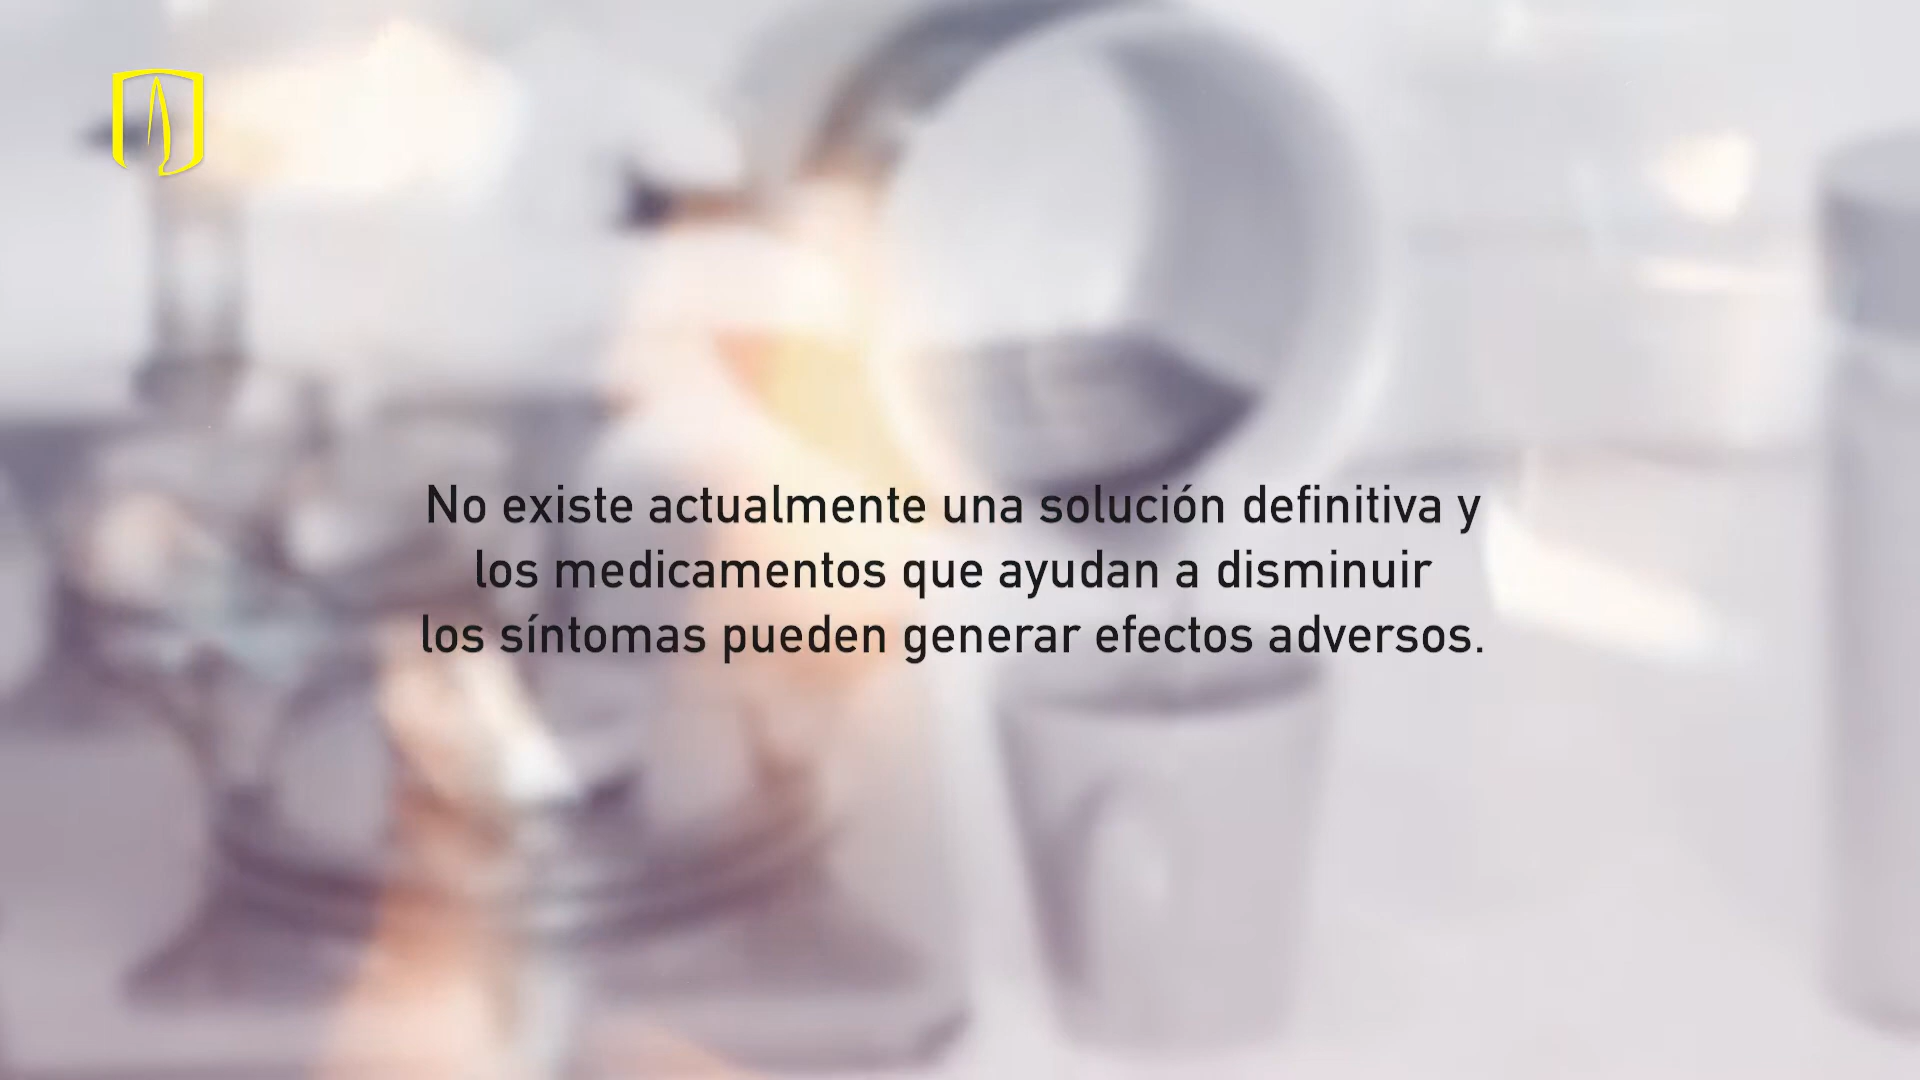 No existe actualmente una solución definitiva y
los medicamentos que ayudan a disminuir
los síntomas pueden generar efectos adversos.